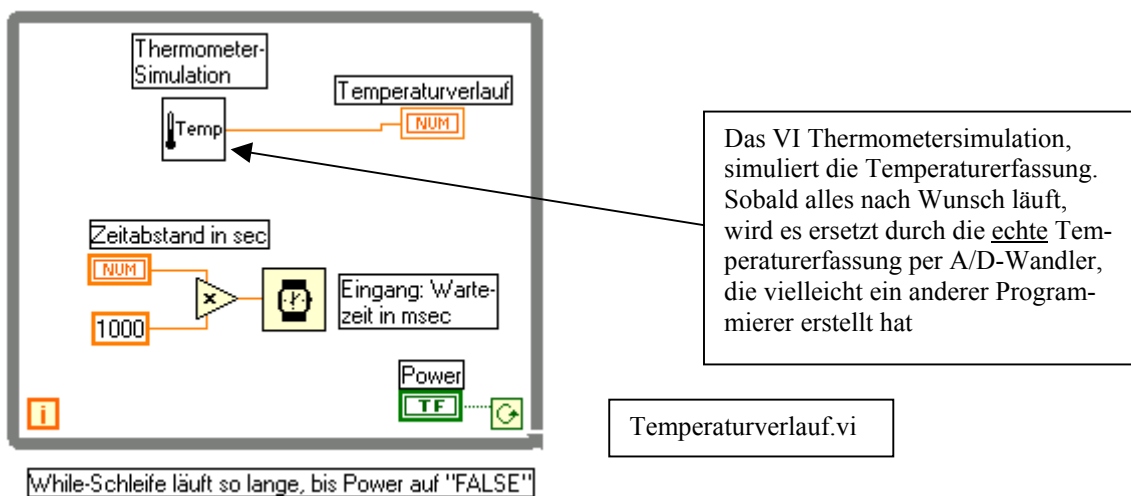 Thermometer-
Simulation
Temp
Temperaturverlauf
NUM
Das VI Thermometersimulation,
simuliert die Temperaturerfassung.
Sobald alles nach Wunsch läuft,
wird es ersetzt durch die echte Tem-
peraturerfassung per A/D-Wandler,
die vielleicht ein anderer Program-
mierer erstellt hat
Zeitabstand in sec
NUM
x
1000
Eingang: Warte-
zeit in msec
Power
TF
i
Temperaturverlauf.vi
While-Schleife läuft so lange, bis Power auf "FALSE"